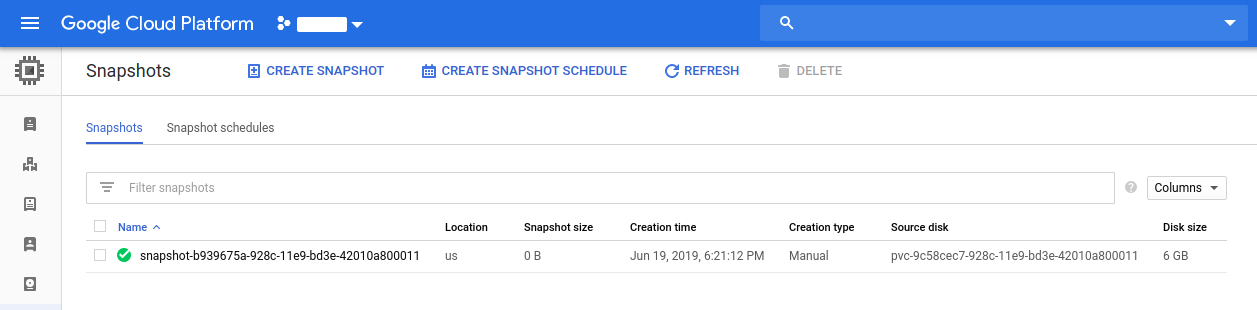 Google Cloud Platform
Snapshots CREATE SNAPSHOT CREATE SNAPSHOT SCHEDULE REFRESH DELETE
Snapshots Snapshot schedules
Filter snapshots ? Columns
Name Location Snapshot size Creation time Creation type Source disk Disk size
snapshot-b939675a-928c-11e9-bd3e-42010a800011 us 0 B Jun 19, 2019, 6:21:12 PM Manual pvc-9c58cec7-928c-11e9-bd3e-42010a800011 6 GB